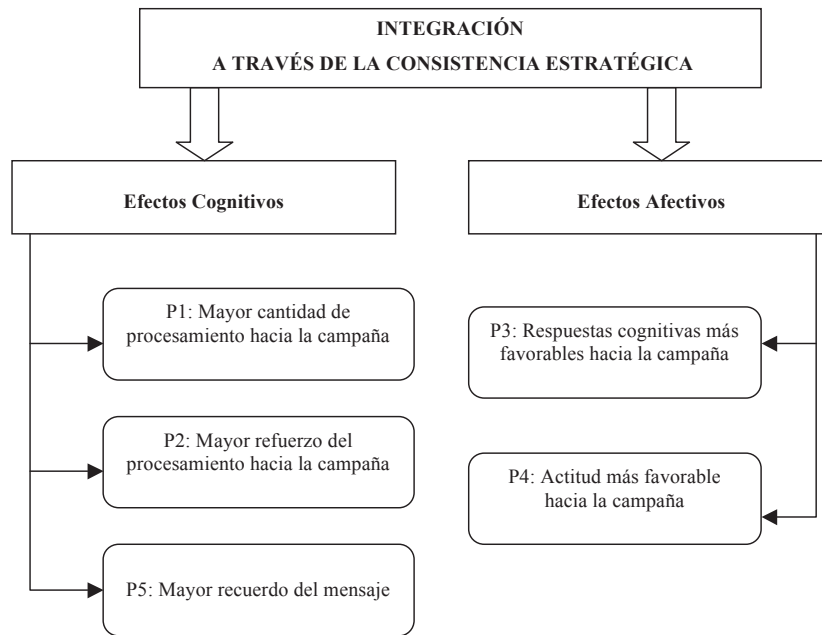 INTEGRACIÓN
A TRAVÉS DE LA CONSISTENCIA ESTRATÉGICA
Efectos Cognitivos
Efectos Afectivos
P1: Mayor cantidad de
procesamiento hacia la campaña
P2: Mayor refuerzo del
procesamiento hacia la campaña
P5: Mayor recuerdo del mensaje
P3: Respuestas cognitivas más
favorables hacia la campaña
P4: Actitud más favorable
hacia la campaña